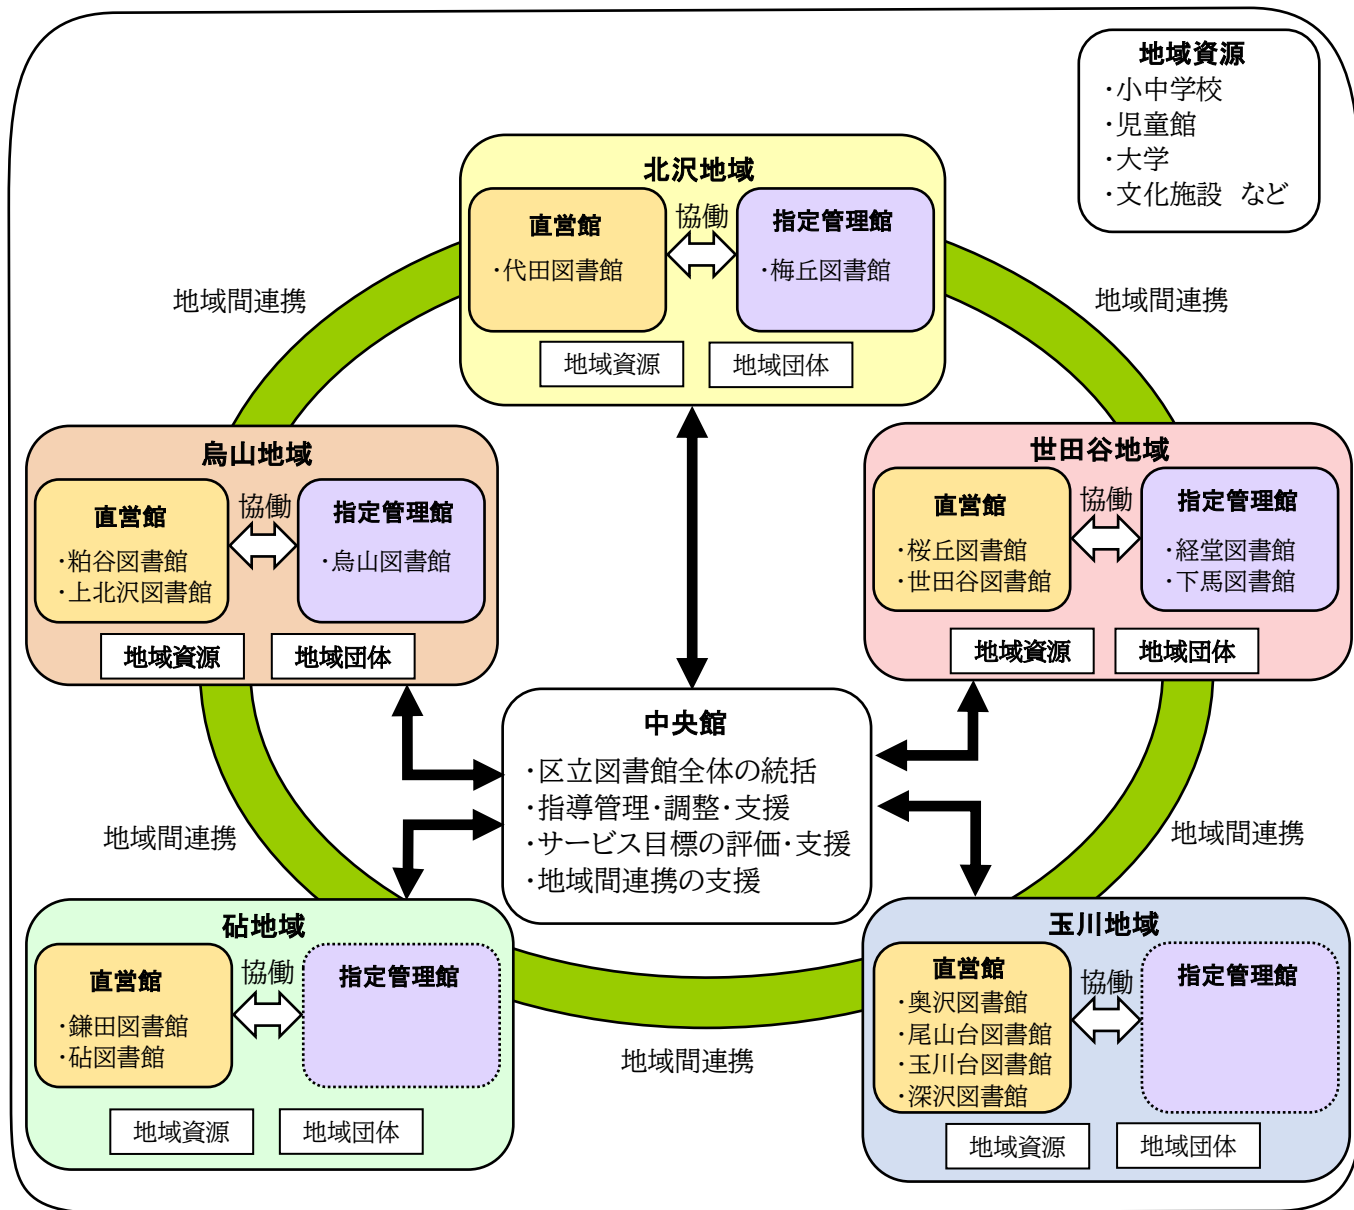 地域資源
・小中学校
・児童館
・大学
・文化施設 など
北沢地域
直営館
・代田図書館
協働
指定管理館
・梅丘図書館
地域資源
地域団体
地域間連携
地域間連携
烏山地域
直営館
・粕谷図書館
・上北沢図書館
協働
指定管理館
・烏山図書館
地域資源
地域団体
世田谷地域
直営館
・桜丘図書館
・世田谷図書館
協働
指定管理館
・経堂図書館
・下馬図書館
地域資源
地域団体
中央館
・区立図書館全体の統括
・指導管理・調整・支援
・サービス目標の評価・支援
・地域間連携の支援
地域間連携
地域間連携
砧地域
直営館
・鎌田図書館
・砧図書館
協働
指定管理館
地域資源
地域団体
地域間連携
玉川地域
直営館
・奥沢図書館
・尾山台図書館
・玉川台図書館
・深沢図書館
協働
指定管理館
地域資源
地域団体